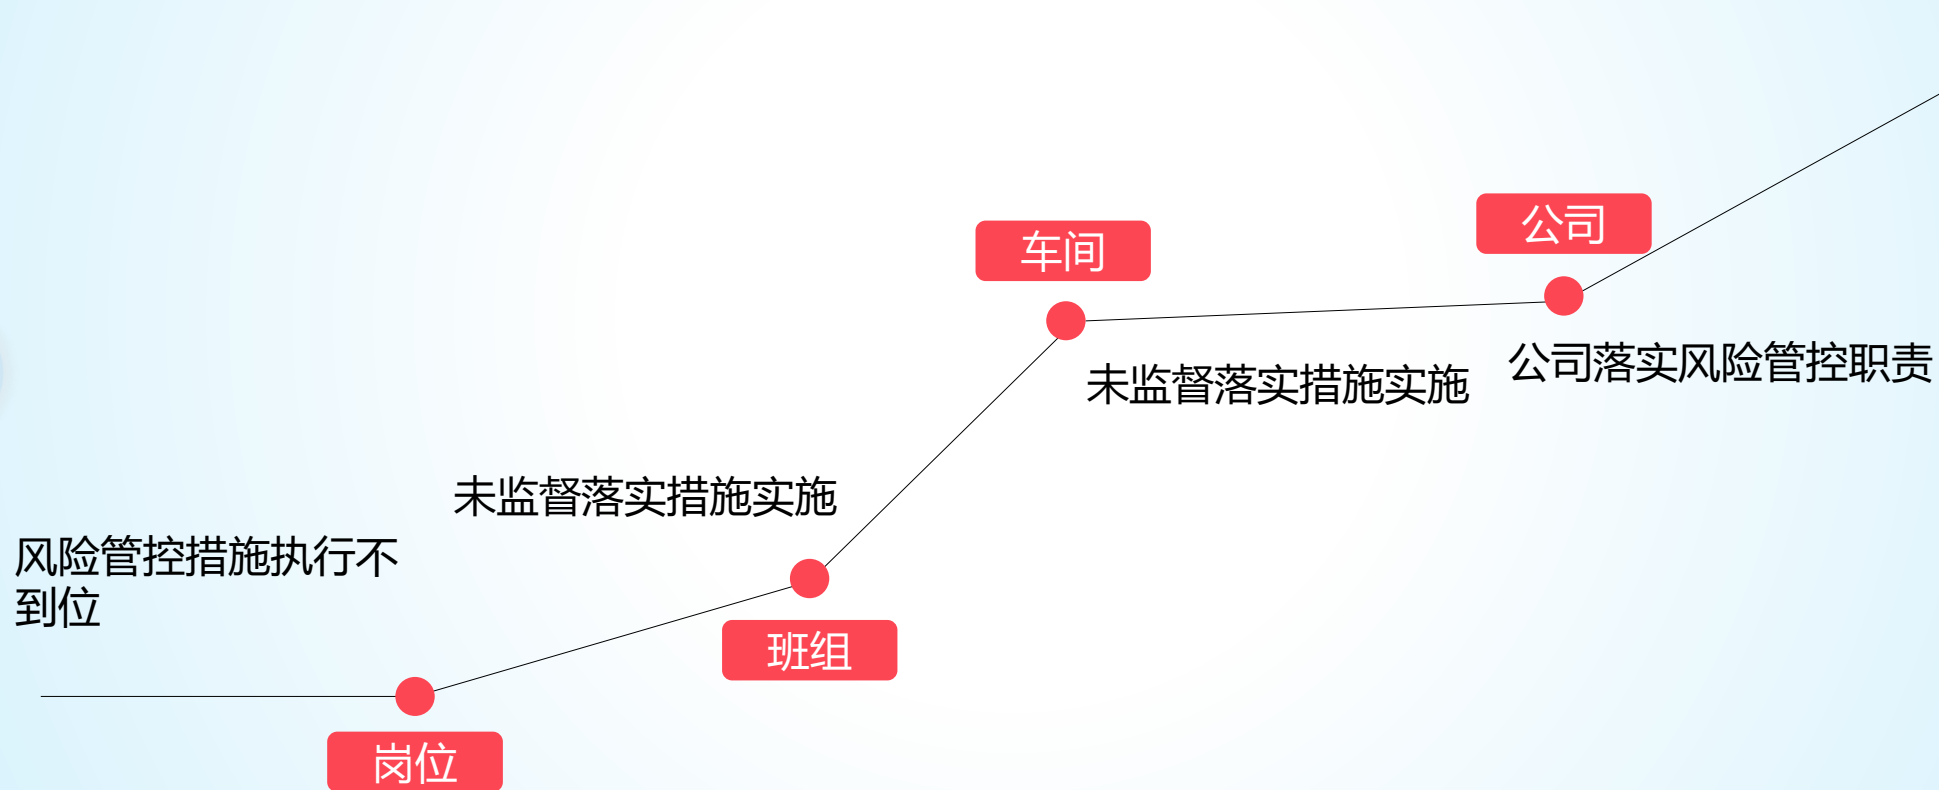 公司
车间
公司落实风险管控职责
未监督落实措施实施
未监督落实措施实施
风险管控措施执行不
到位
班组
岗位